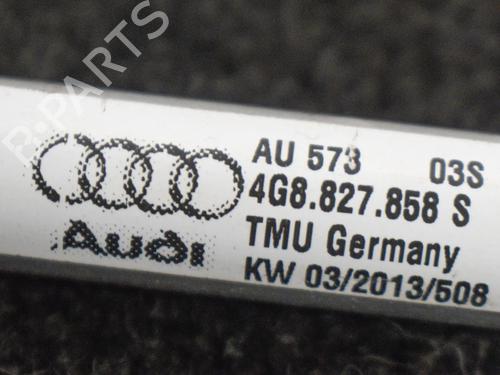 R-PARTS
AU 573 03S
4G8.827.858 S
TMU Germany
KW 03/2013/508
Audi